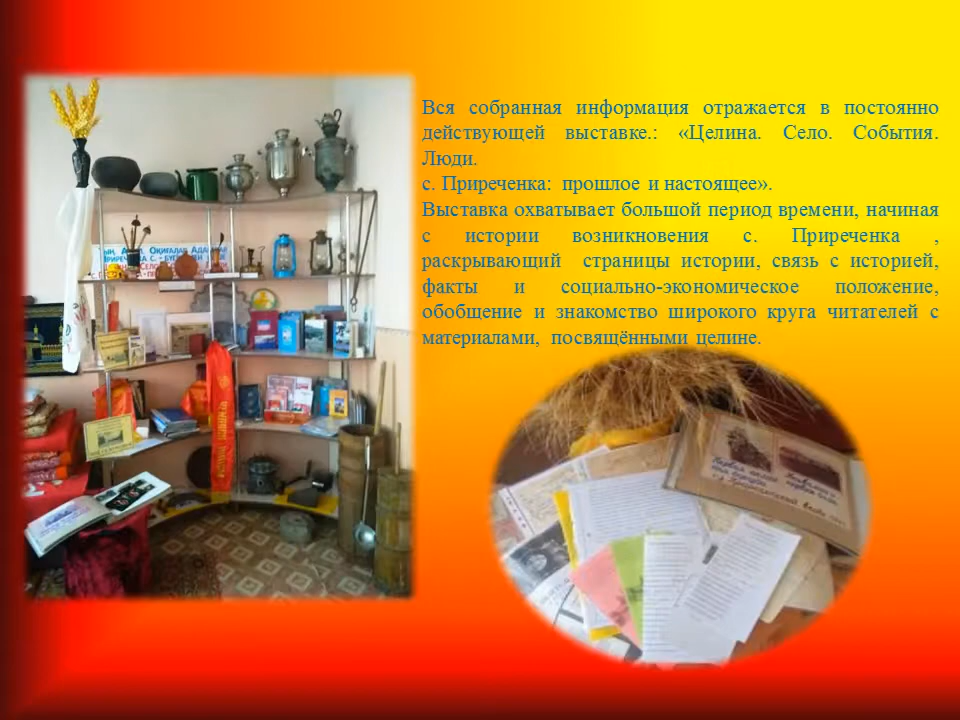 Вся собранная информация отражается в постоянно
действующей выставке.: «Целина. Село. События.
Люди.
с. Приреченка: прошлое и настоящее».
Выставка охватывает большой период времени, начиная
с истории возникновения с. Приреченка ,
раскрывающий страницы истории, связь с историей,
факты и социально-экономическое положение,
обобщение и знакомство широкого круга читателей с
материалами, посвящёнными целине.